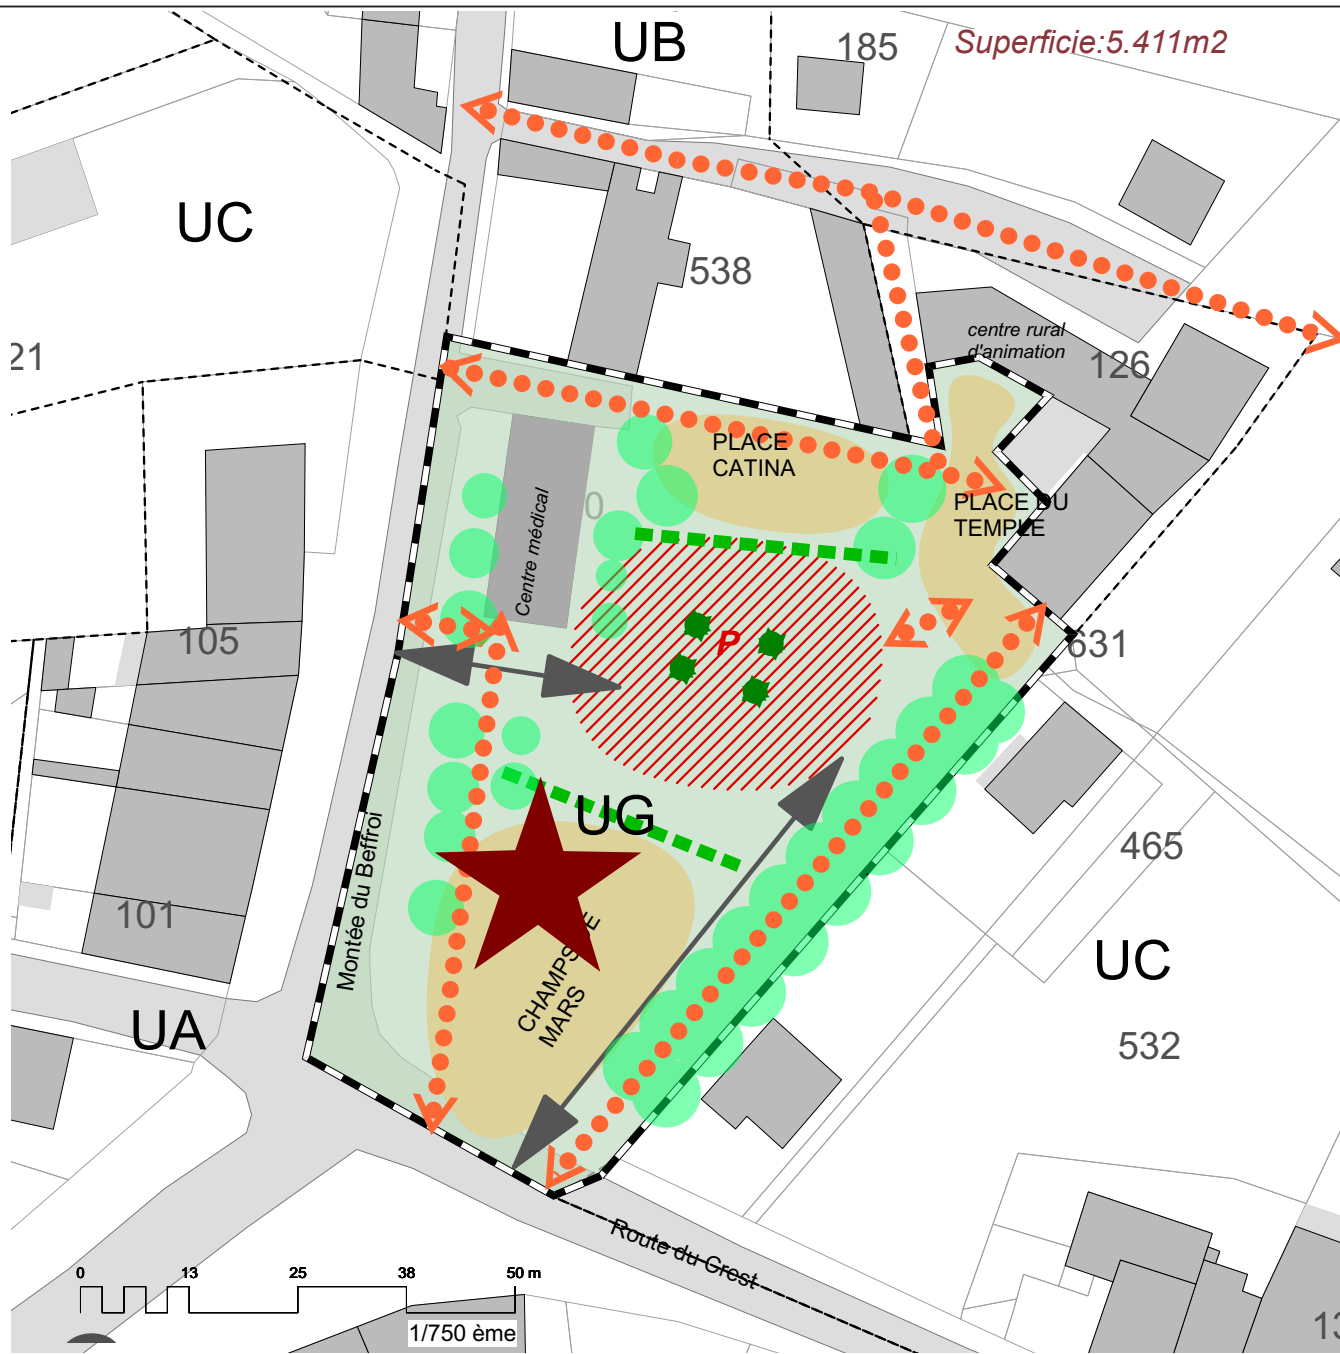 UB
185
Superficie:5.411m2
UC
538
21
centre rural
d'animation
126
PLACE
CATINA
PLACE DU
TEMPLE
0
Centre médical
105
P
631
UG
465
Montée du Beffroi
101
CHAMPS DE
MARS
UC
UA
532
Route du Crest
0 13 25 38 50 m
1/750 ème